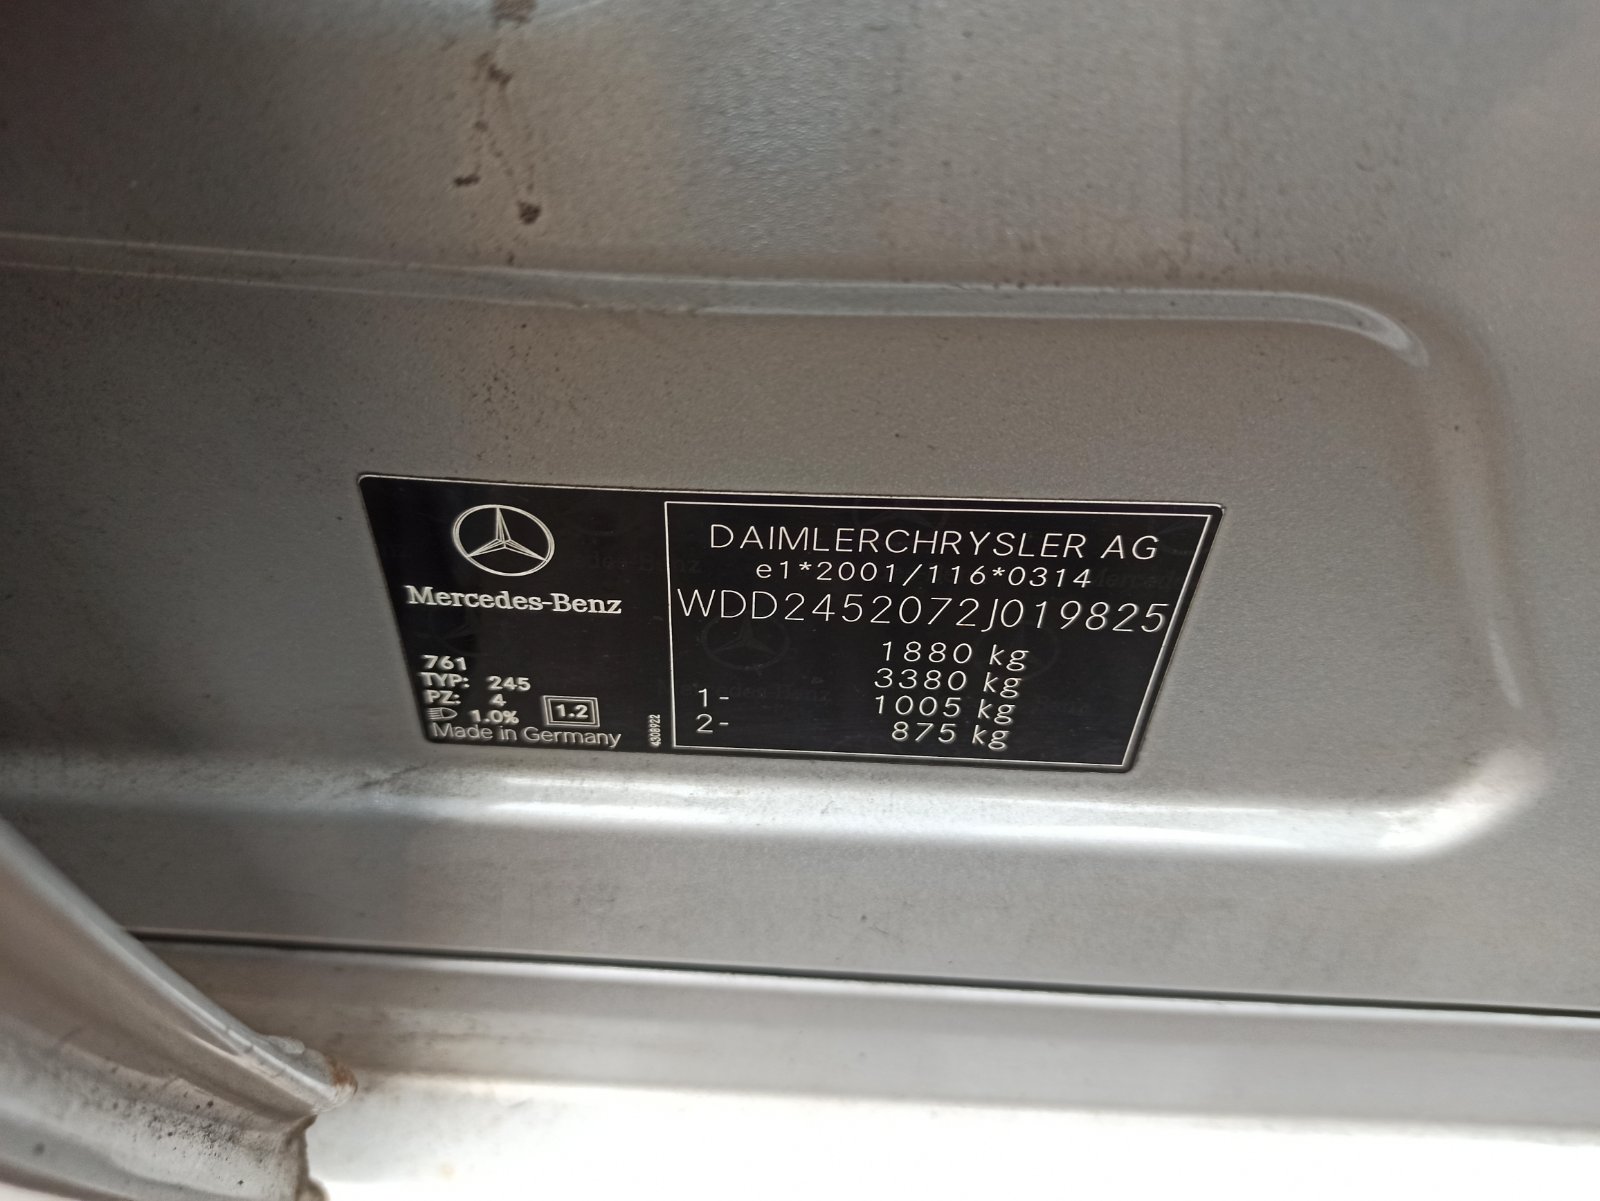 Mercedes-Benz
761
TYP: 245
PZ: 4
1.0% 1.2
Made in Germany
4308922
DAIMLERCHRYSLER AG
e1*2001/116*0314
WDD2452072J019825
1880 kg
3380 kg
1- 1005 kg
2- 875 kg